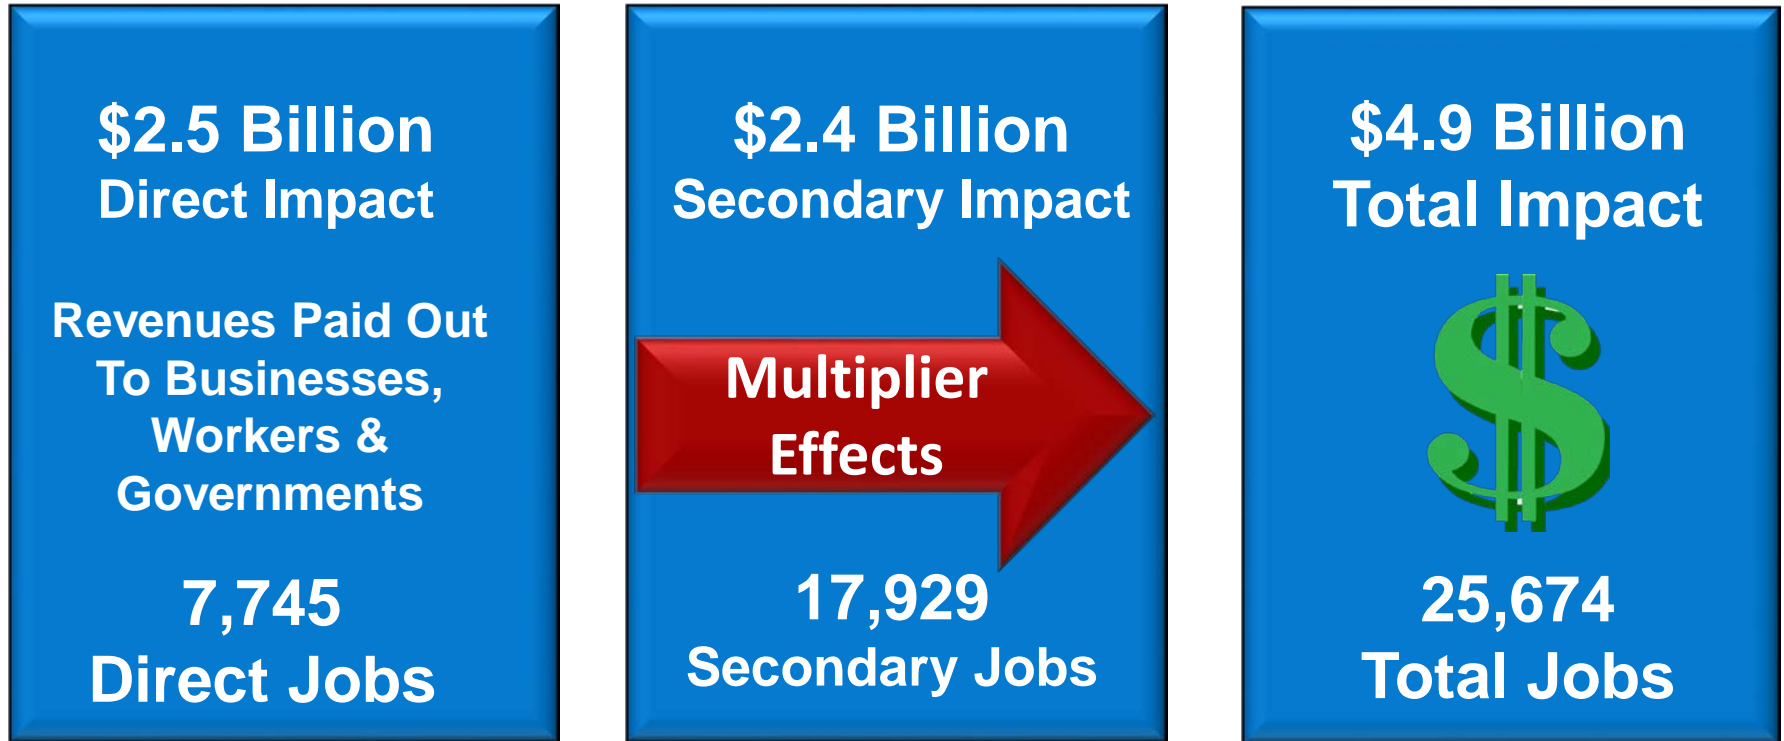 $2.5 Billion
Direct Impact
Revenues Paid Out
To Businesses,
Workers &
Governments
7,745
Direct Jobs
$2.4 Billion
Secondary Impact
Multiplier
Effects
17,929
Secondary Jobs
$4.9 Billion
Total Impact
$
25,674
Total Jobs